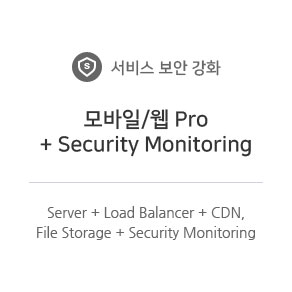 S 서비스 보안 강화
모바일/웹 Pro
+ Security Monitoring
Server + Load Balancer + CDN,
File Storage + Security Monitoring